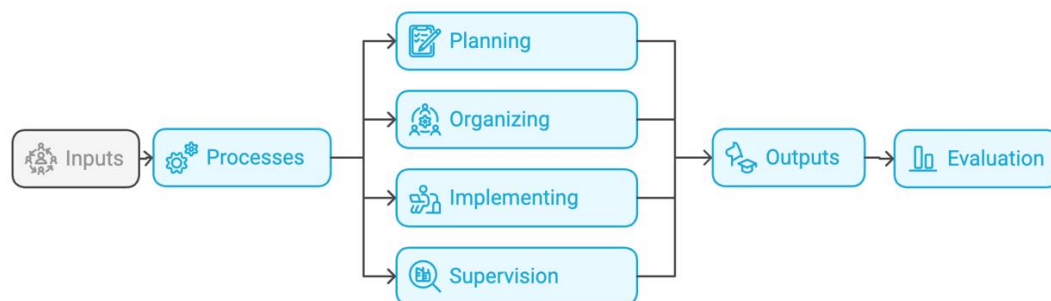 Inputs
Processes
Planning
Organizing
Implementing
Supervision
Outputs
Evaluation